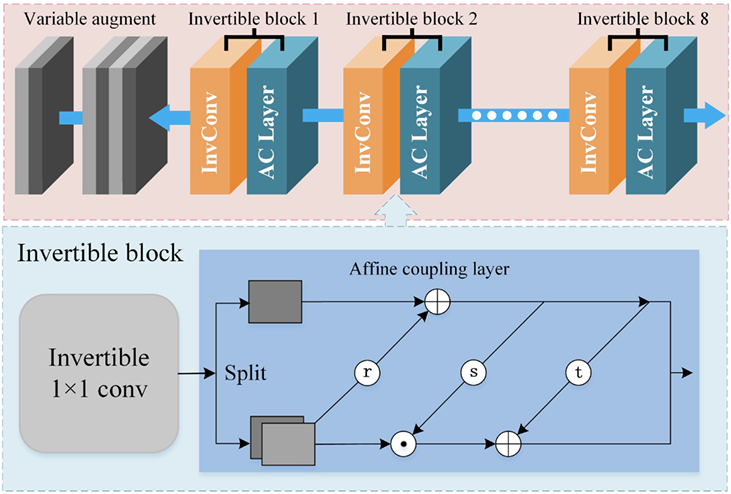 Variable augment
Invertible block 1
Invertible block 2
Invertible block 8
InvConv
AC Layer
InvConv
AC Layer
InvConv
AC Layer
Invertible block
Affine coupling layer
Invertible
1×1 conv
Split
r
s
t